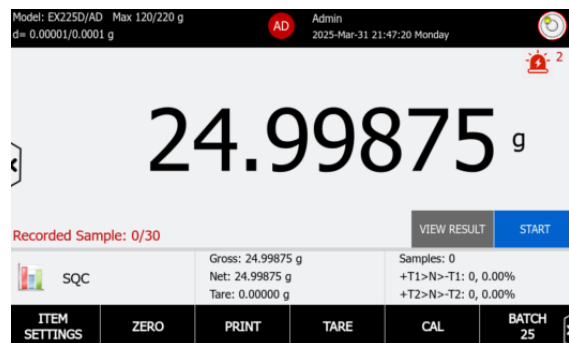 Model: EX225D/AD Max 120/220 g
d= 0.00001/0.0001 g
AD
Admin
2025-Mar-31 21:47:20 Monday
2
24.99875 g
Recorded Sample: 0/30
VIEW RESULT
START
SQC
Gross: 24.99875 g
Net: 24.99875 g
Tare: 0.00000 g
Samples: 0
+T1>N>-T1: 0, 0.00%
+T2>N>-T2: 0, 0.00%
ITEM
SETTINGS
ZERO
PRINT
TARE
CAL
BATCH
25